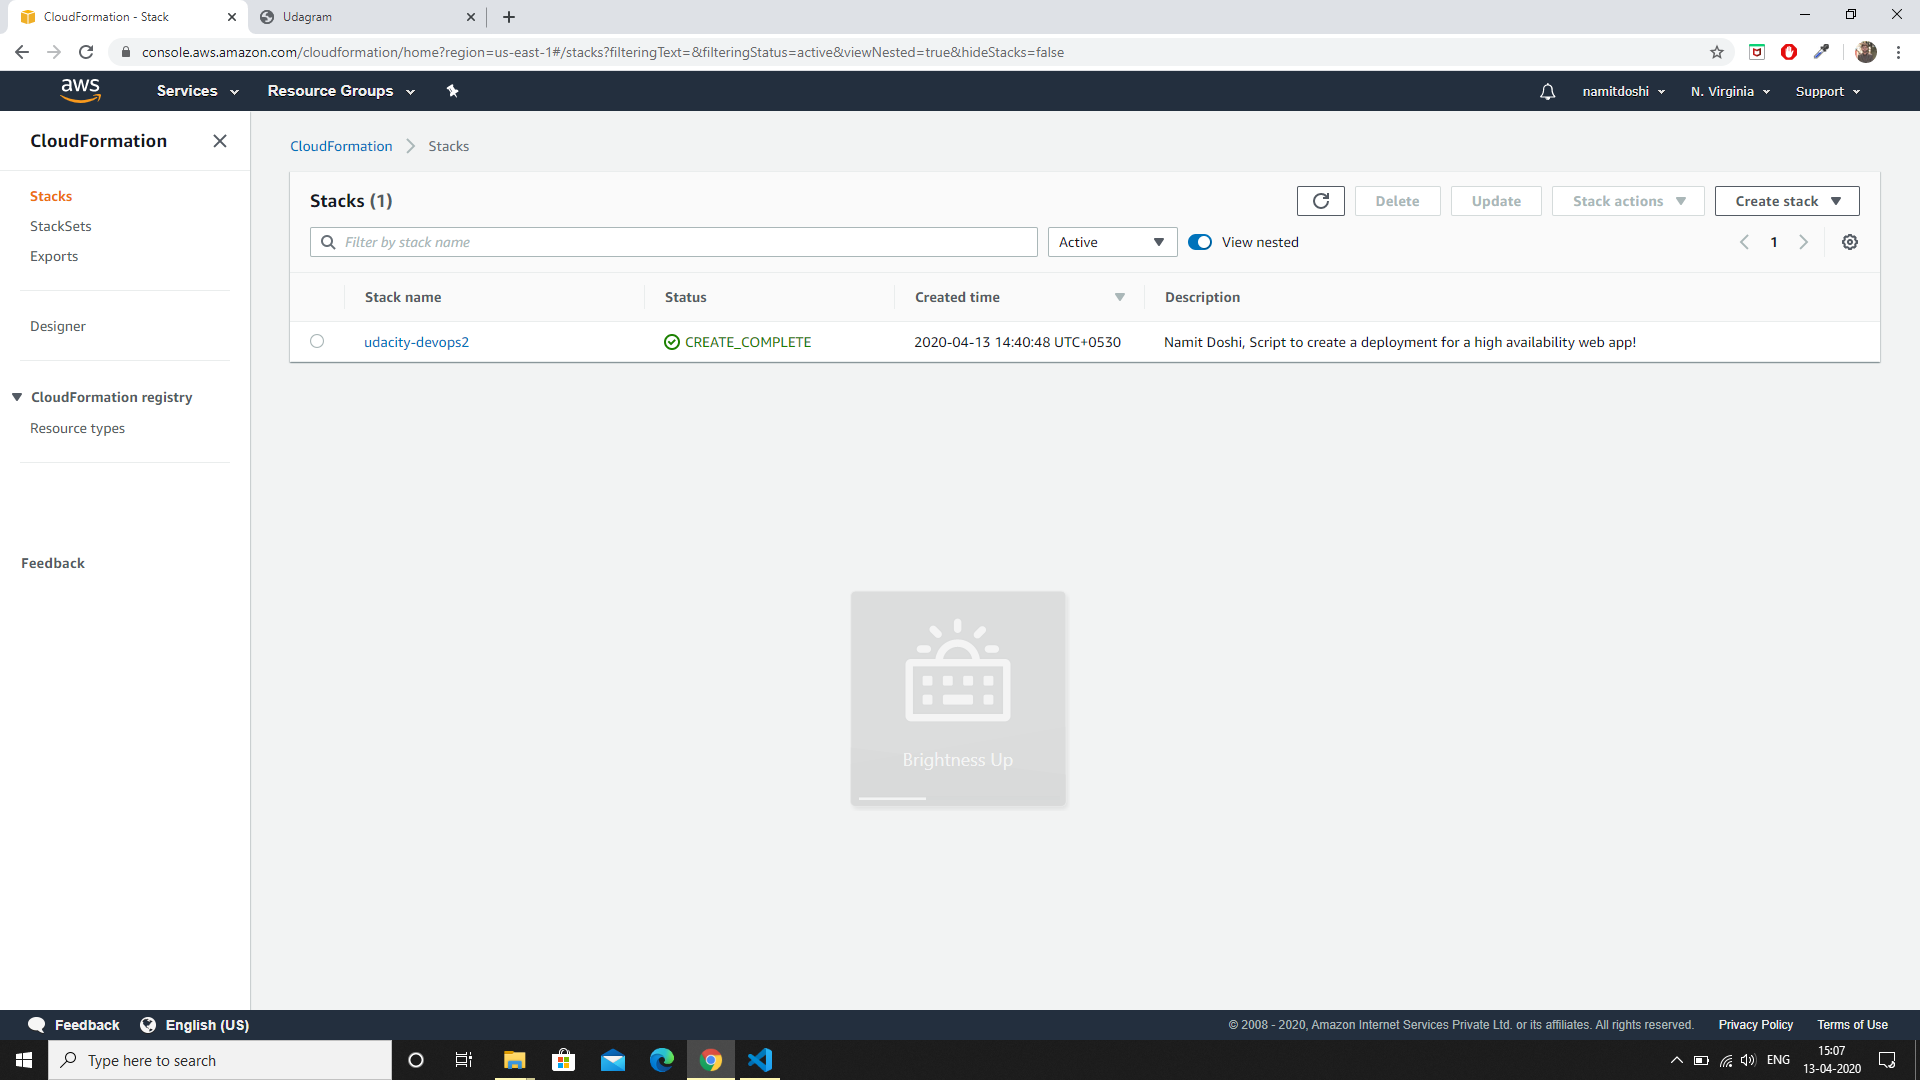 CloudFormation - Stack
Udagram
console.aws.amazon.com/cloudformation/home?region=us-east-1#/stacks?filteringText=&filteringStatus=active&viewNested=true&hideStacks=false
aws
Services
Resource Groups
namitdoshi
N. Virginia
Support
CloudFormation
Stacks
StackSets
Exports
Designer
CloudFormation registry
Resource types
Feedback
CloudFormation
Stacks
Stacks (1)
Delete
Update
Stack actions
Create stack
Filter by stack name
Active
View nested
1
Stack name
Status
Created time
Description
udacity-devops2
CREATE_COMPLETE
2020-04-13 14:40:48 UTC+0530
Namit Doshi, Script to create a deployment for a high availability web app!
Brightness Up
Feedback
English (US)
© 2008 - 2020, Amazon Internet Services Private Ltd. or its affiliates. All rights reserved.
Privacy Policy
Terms of Use
Type here to search
ENG
15:07
13-04-2020